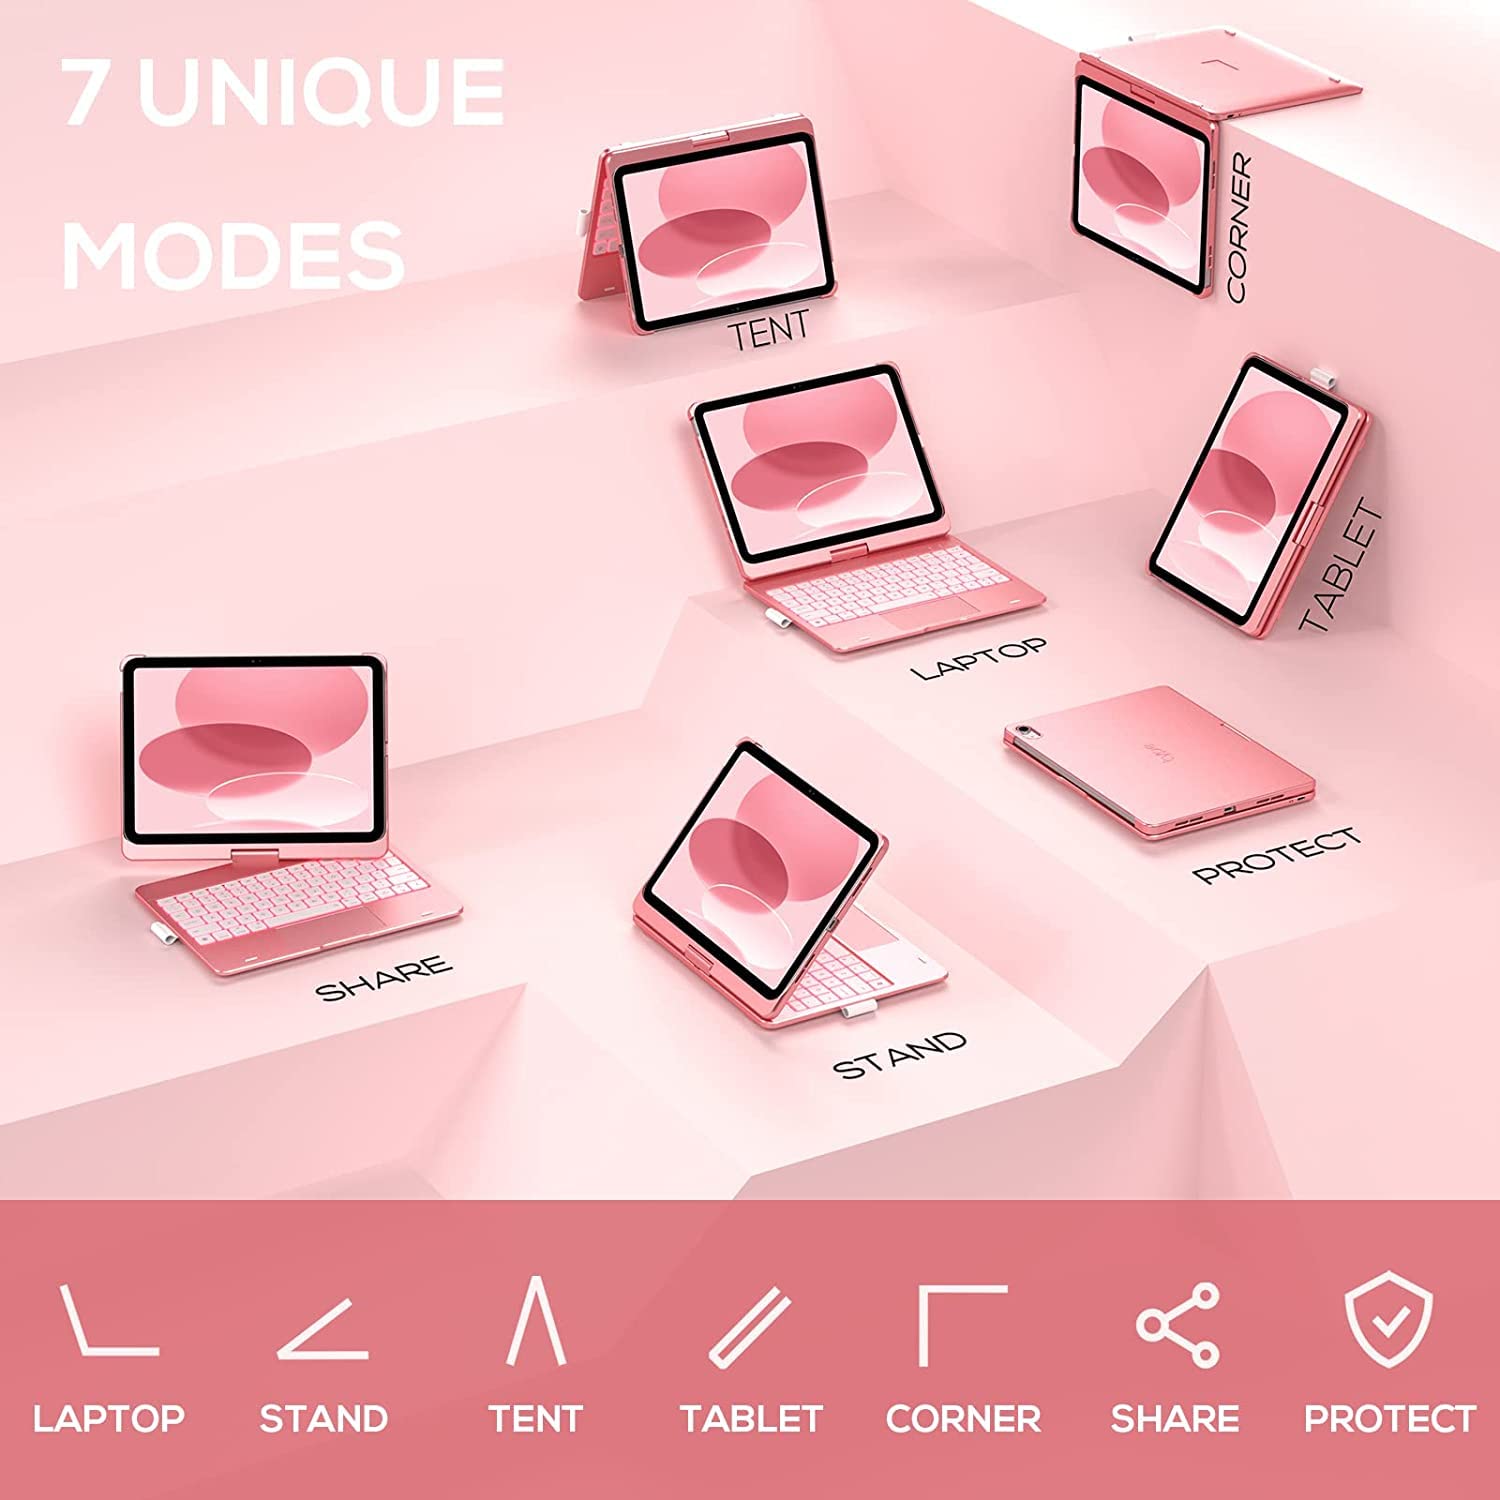 7 UNIQUE
MODES
TENT
CORNER
LAPTOP
TABLET
PROTECT
SHARE
STAND
LAPTOP
STAND
TENT
TABLET
CORNER
SHARE
PROTECT